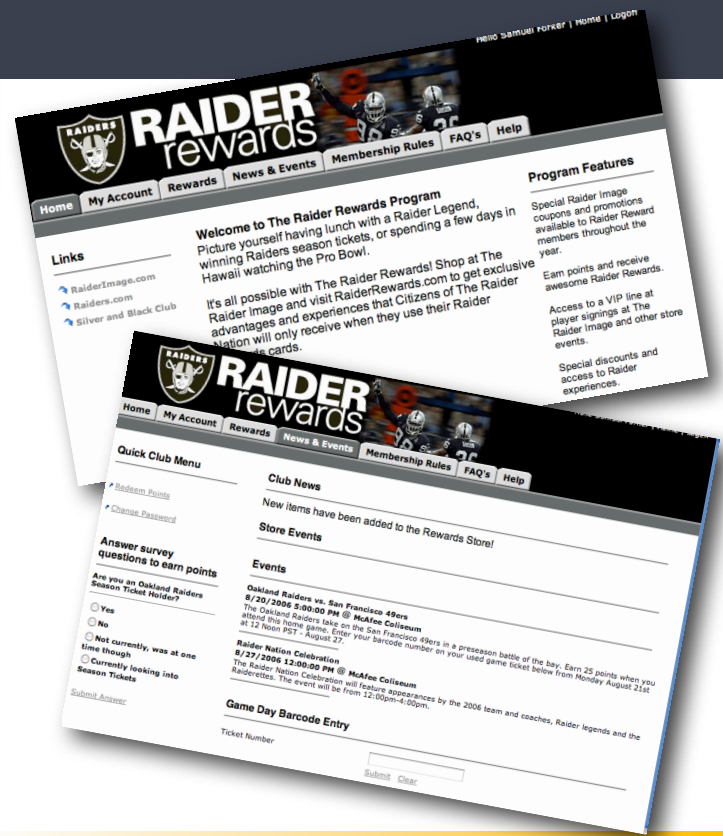 Hello Samuel Forker | Home | Logoff
RAIDERS
RAIDER
rewards
Home
My Account
Rewards
News & Events
Membership Rules
FAQ's
Help
Links
RaiderImage.com
Raiders.com
Silver and Black Club
Welcome to The Raider Rewards Program
Picture yourself having lunch with a Raider Legend,
winning Raiders season tickets, or spending a few days in
Hawaii watching the Pro Bowl.
It's all possible with The Raider Rewards! Shop at The
Raider Image and visit RaiderRewards.com to get exclusive
advantages and experiences that Citizens of The Raider
Nation will only receive when they use their Raider
cards.
Program Features
Special Raider Image
coupons and promotions
available to Raider Reward
members throughout the
year.
Earn points and receive
awesome Raider Rewards.
Access to a VIP line at
player signings at The
Raider Image and other store
events.
Special discounts and
access to Raider
experiences.
RAIDERS
RAIDER
rewards
Home
My Account
Rewards
News & Events
Membership Rules
FAQ's
Help
Quick Club Menu
Redeem Points
Change Password
Answer survey
questions to earn points
Are you an Oakland Raiders
Season Ticket Holder?
Yes
No
Not currently, was at one
time though
Currently looking into
Season Tickets
Submit Answer
Club News
New items have been added to the Rewards Store!
Store Events
Events
Oakland Raiders vs. San Francisco 49ers
8/20/2006 5:00:00 PM @ McAfee Coliseum
The Oakland Raiders take on the San Francisco 49ers in a preseason battle of the bay. Earn 25 points when you
attend this home game. Enter your barcode number on your used game ticket below from Monday August 21st
at 12 Noon PST - August 27.
Raider Nation Celebration
8/27/2006 12:00:00 PM @ McAfee Coliseum
The Raider Nation Celebration will feature appearances by the 2006 team and coaches, Raider legends and the
Raiderettes. The event will be from 12:00pm-4:00pm.
Game Day Barcode Entry
Ticket Number
Submit Clear